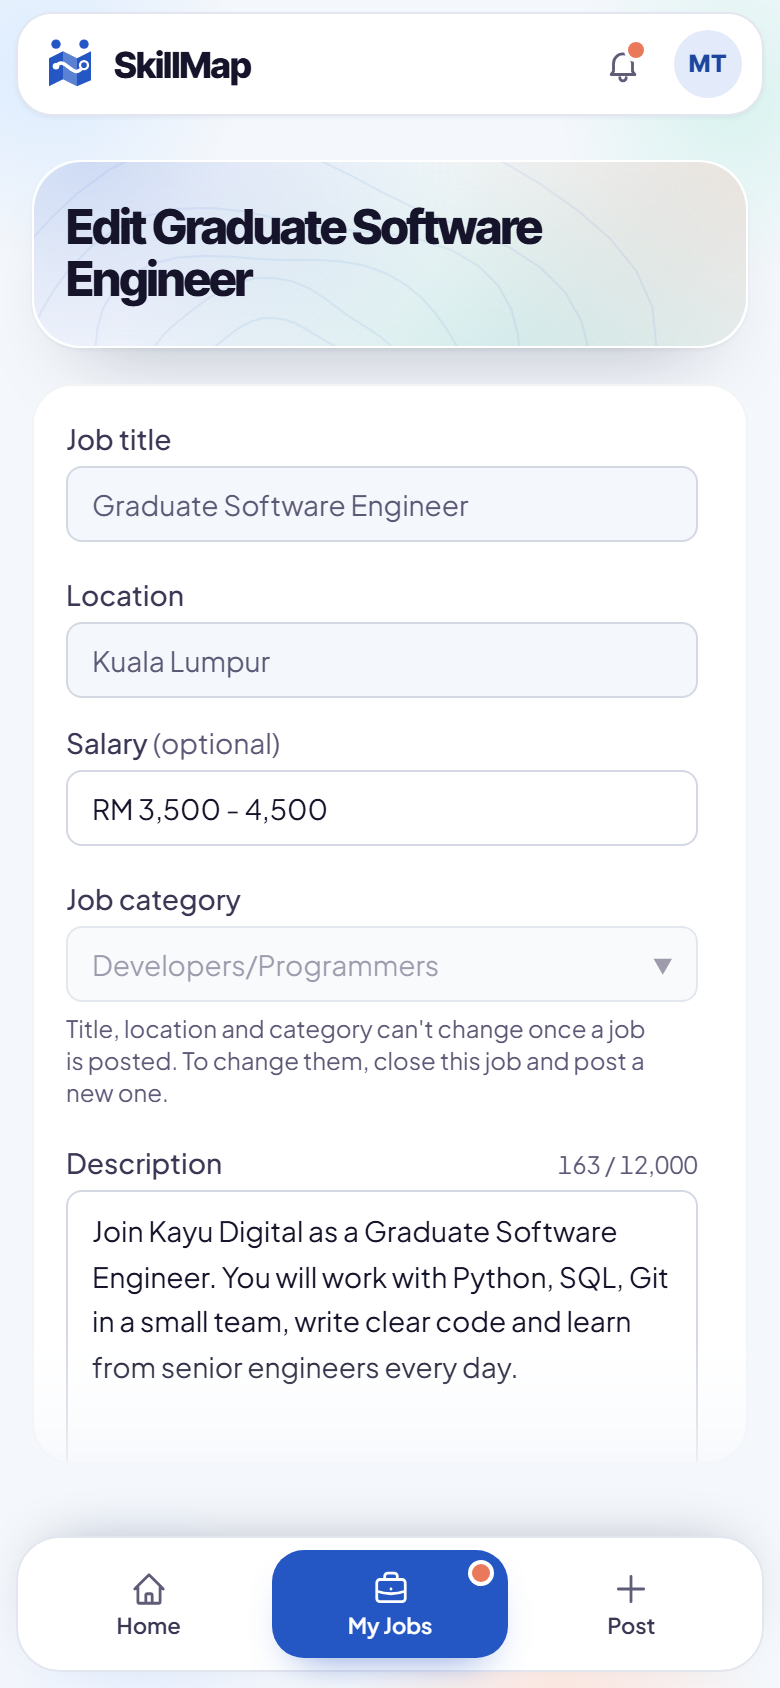 SkillMap
MT
Edit Graduate Software
Engineer
Job title
Graduate Software Engineer
Location
Kuala Lumpur
Salary (optional)
RM 3,500 - 4,500
Job category
Developers/Programmers
Title, location and category can't change once a job
is posted. To change them, close this job and post a
new one.
Description 163 / 12,000
Join Kayu Digital as a Graduate Software
Engineer. You will work with Python, SQL, Git
in a small team, write clear code and learn
from senior engineers every day.
Home My Jobs Post